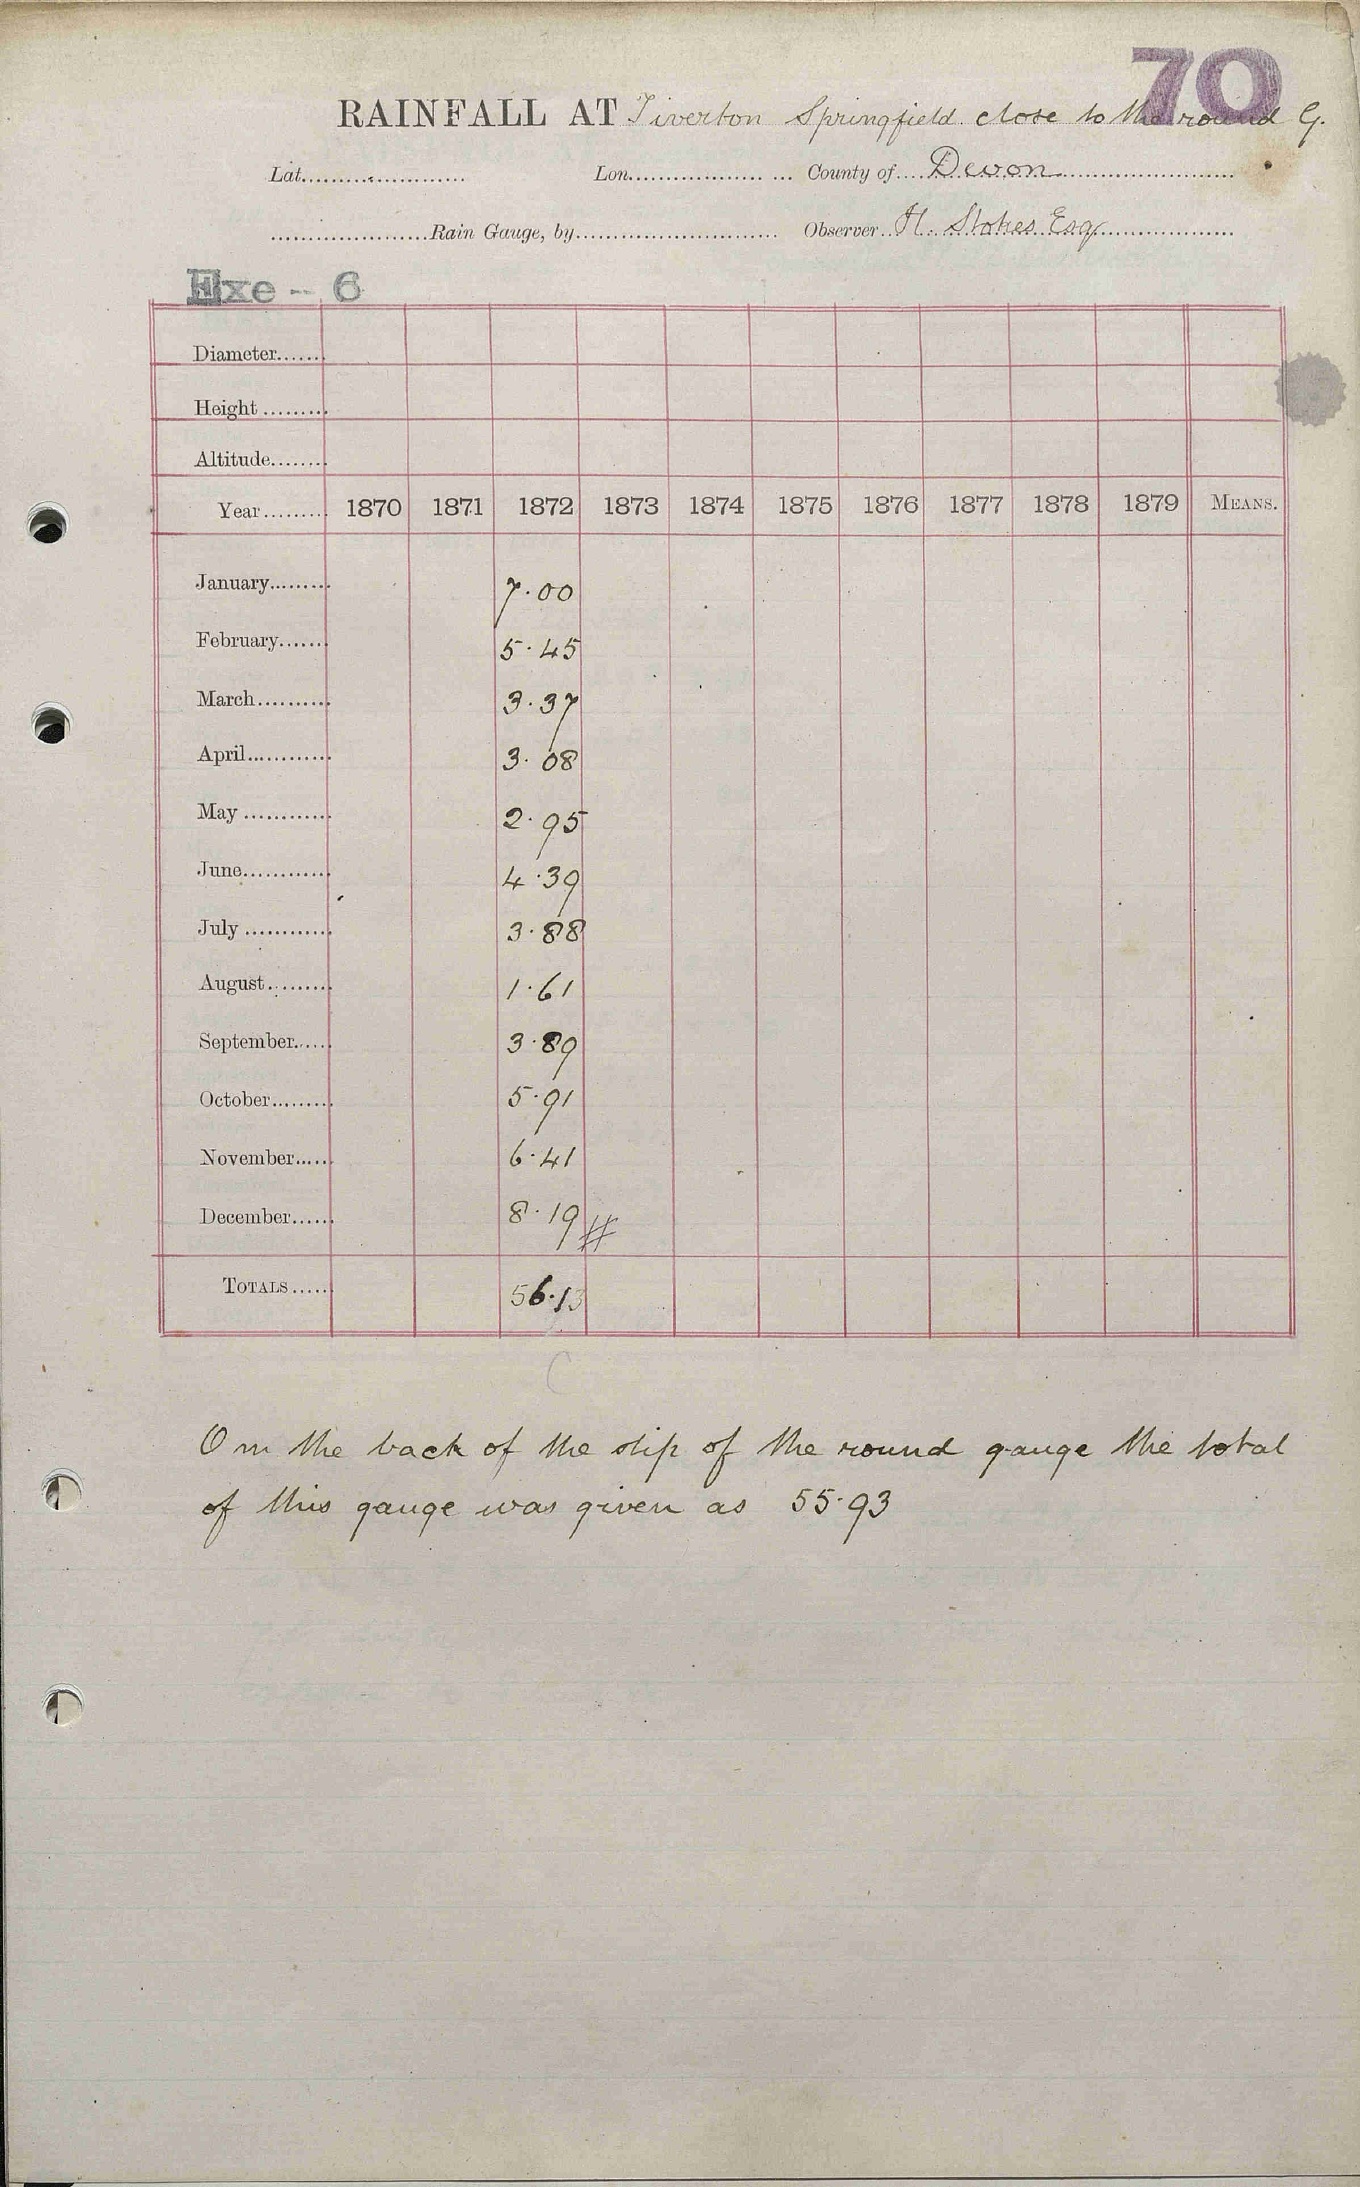 70
RAINFALL AT Tiverton Springfield. close to the round G.
Lat...................... Lon.................. ... County of....Devon..........................
......................Rain Gauge, by............................ Observer..H. Stokes Esq....................
Exe - 6
Diameter.......
Height .........
Altitude........
Year......... 1870 1871 1872 1873 1874 1875 1876 1877 1878 1879 MEANS.
January......... 7.00
February....... 5.45
March.......... 3.37
April............ 3.08
May ............ 2.95
June............ 4.39
July ............ 3.88
August......... 1.61
September..... 3.89
October......... 5.91
November...... 6.41
December...... 8.19 #
TOTALS...... 56.13
C
On the back of the slip of the round gauge the total
of this gauge was given as 55.93